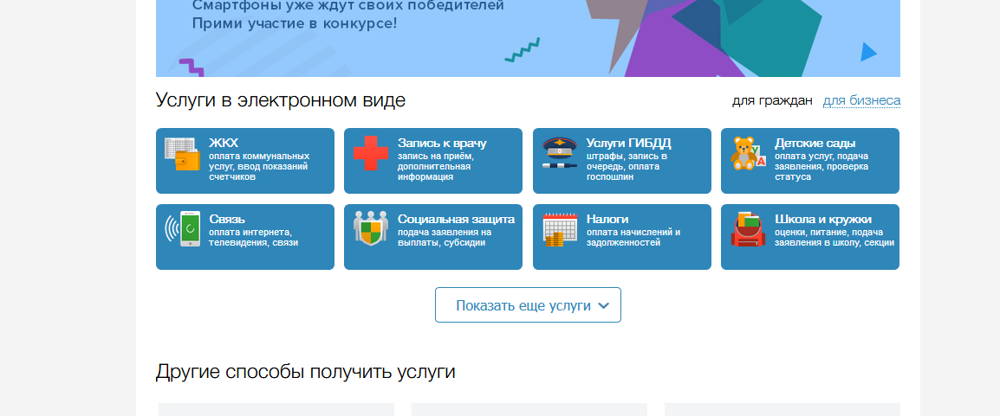 Смартфоны уже ждут своих победителей
Прими участие в конкурсе!
Услуги в электронном виде
для граждан
для бизнеса
ЖКХ
оплата коммунальных
услуг, ввод показаний
счетчиков
Запись к врачу
запись на приём,
дополнительная
информация
Услуги ГИБДД
штрафы, запись в
очередь, оплата
госпошлин
Детские сады
оплата услуг, подача
заявления, проверка
статуса
Связь
оплата интернета,
телевидения, связи
Социальная защита
подача заявления на
выплаты, субсидии
Налоги
оплата начислений и
задолженностей
Школа и кружки
оценки, питание, подача
заявления в школу, секции
Показать еще услуги
Другие способы получить услуги